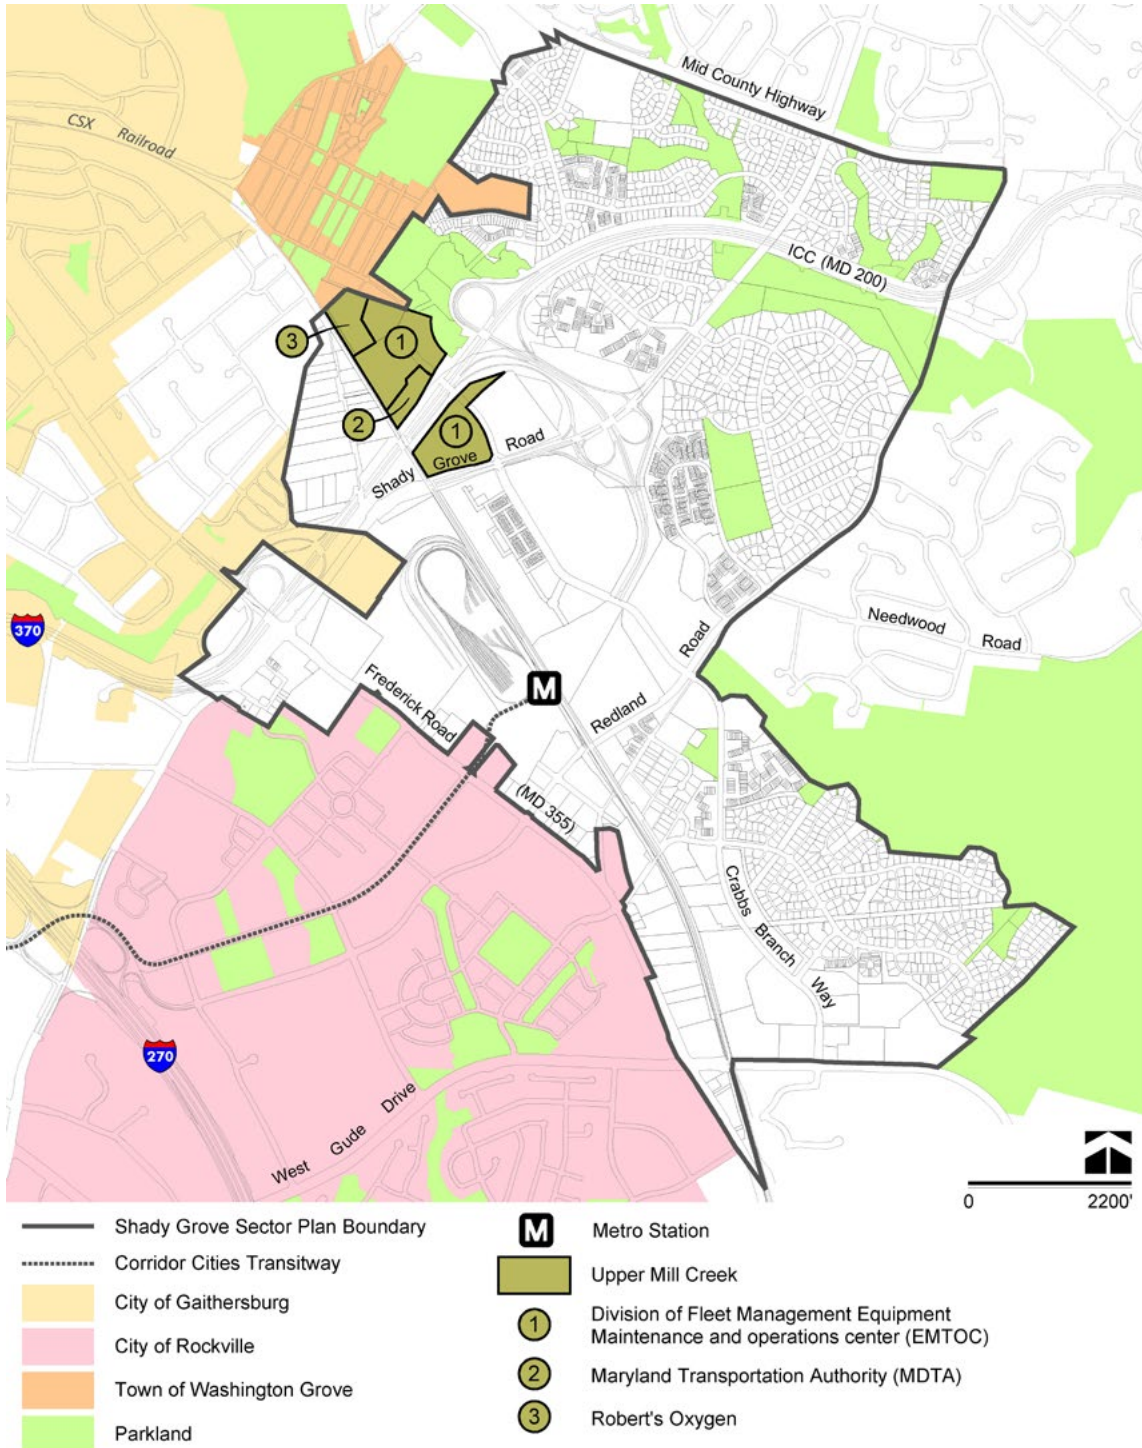 Mid County Highway
CSX Railroad
ICC (MD 200)
3
1
2
1
Shady Grove Road
370
Needwood Road
M
Frederick Road
Redland Road
(MD 355)
Crabbs Branch Way
270
West Gude Drive
0 2200'
Shady Grove Sector Plan Boundary
Corridor Cities Transitway
City of Gaithersburg
City of Rockville
Town of Washington Grove
Parkland
M Metro Station
Upper Mill Creek
1 Division of Fleet Management Equipment
Maintenance and operations center (EMTOC)
2 Maryland Transportation Authority (MDTA)
3 Robert's Oxygen